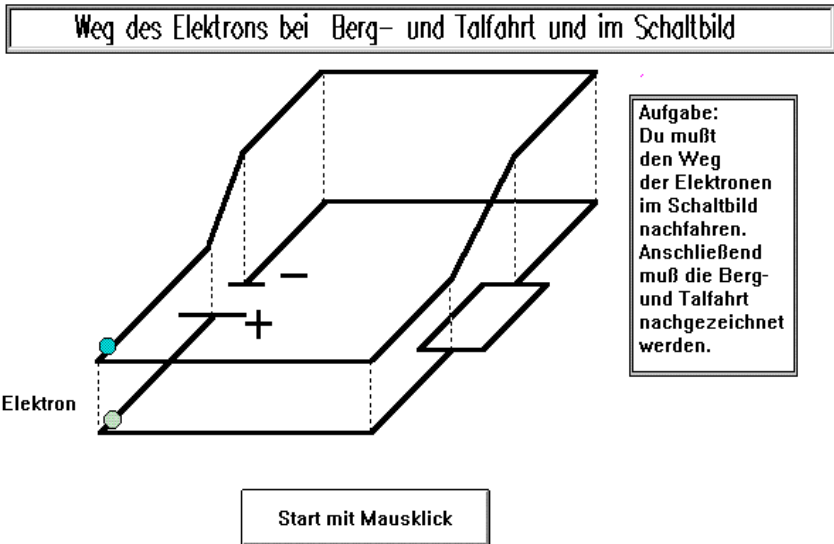 Weg des Elektrons bei Berg- und Talfahrt und im Schaltbild
Aufgabe:
Du mußt
den Weg
der Elektronen
im Schaltbild
nachfahren.
Anschließend
muß die Berg-
und Talfahrt
nachgezeichnet
werden.
−
+
Elektron
Start mit Mausklick